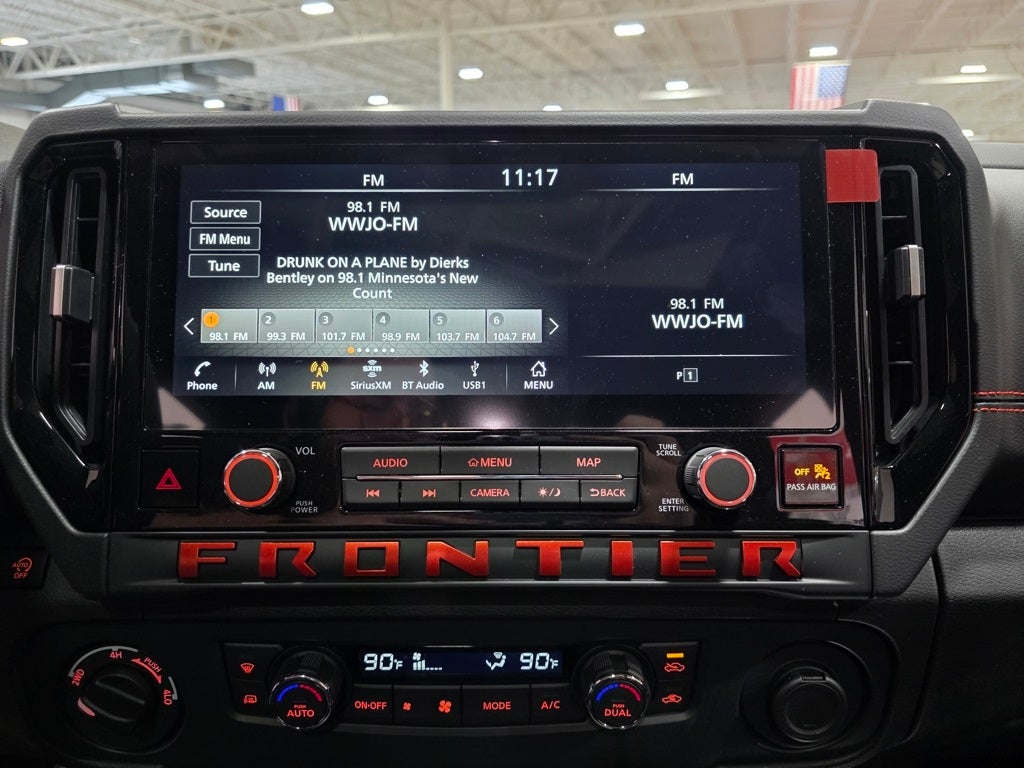 FM
11:17
FM
98.1 FM
WWJO-FM
Source
FM Menu
Tune
DRUNK ON A PLANE by Dierks
Bentley on 98.1 Minnesota's New
Count
98.1 FM
WWJO-FM
1 2 3 4 5 6
98.1 FM 99.3 FM 101.7 FM 98.9 FM 103.7 FM 104.7 FM
Phone AM FM SiriusXM BT Audio USB1 MENU
sxm
P 1
VOL
PUSH
POWER
AUDIO MENU MAP
CAMERA BACK
TUNE
SCROLL
ENTER
SETTING
OFF 2
PASS AIR BAG
FRONTIER
AUTO
OFF
2WD 4H PUSH 4LO
90°F
90°F
PUSH
AUTO
ON·OFF MODE A/C
PUSH
DUAL